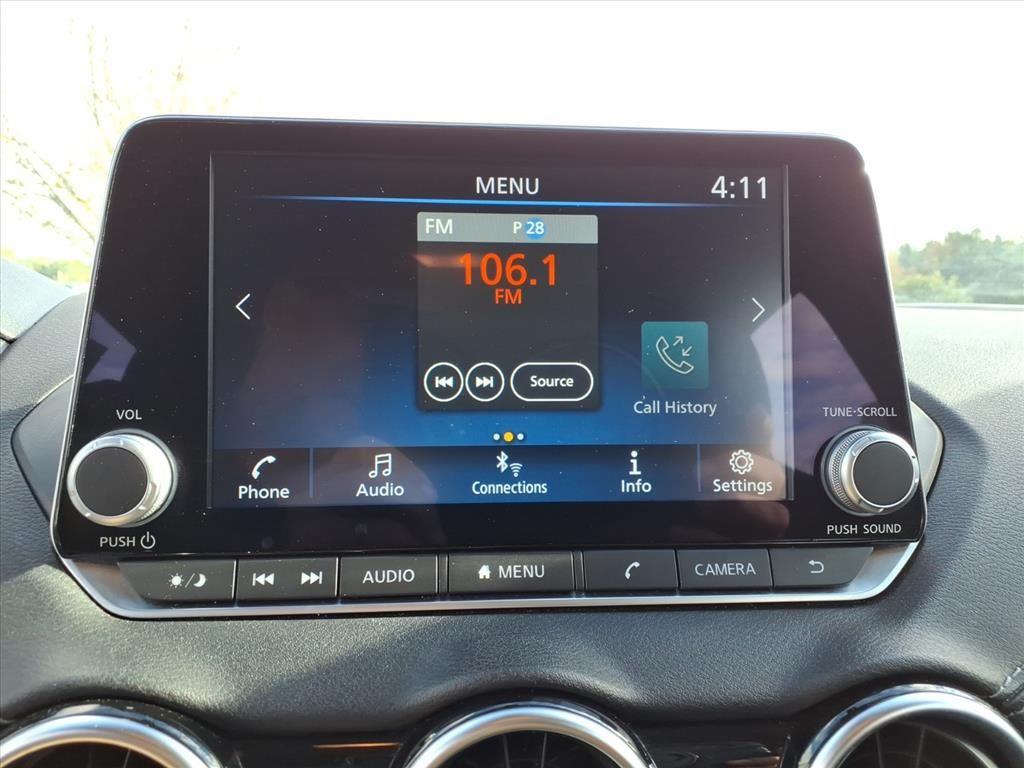 MENU 4:11
FM P 28
106.1
FM
Source
Call History
Phone Audio Connections Info Settings
VOL
PUSH
TUNE·SCROLL
PUSH SOUND
AUDIO MENU CAMERA